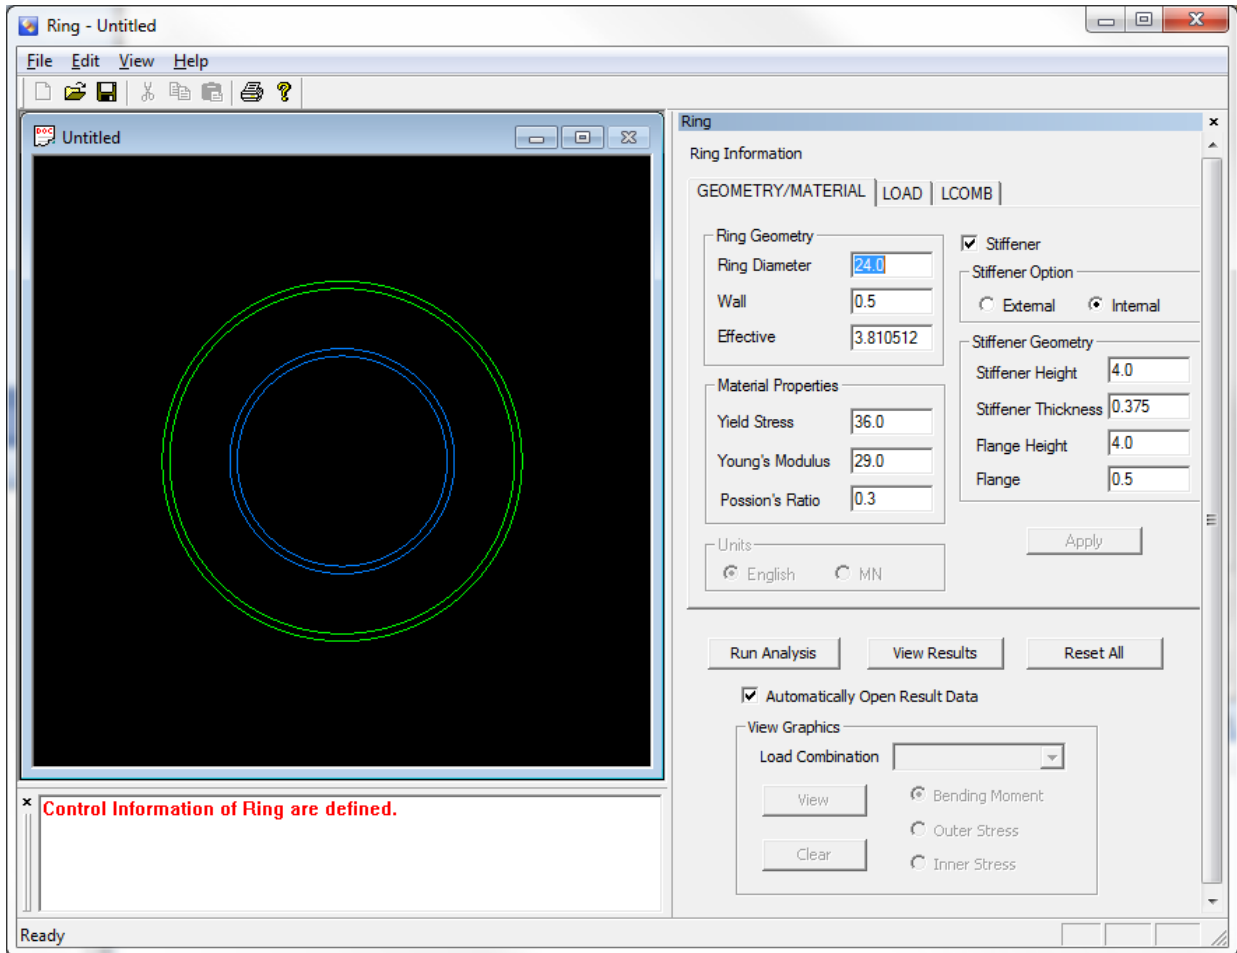 Ring - Untitled
File Edit View Help
DOC Untitled
Control Information of Ring are defined.
Ready
Ring
Ring Information
GEOMETRY/MATERIAL LOAD LCOMB
Ring Geometry
Ring Diameter 24.0
Wall 0.5
Effective 3.810512
Material Properties
Yield Stress 36.0
Young's Modulus 29.0
Possion's Ratio 0.3
Units
English MN
Stiffener
Stiffener Option
External Internal
Stiffener Geometry
Stiffener Height 4.0
Stiffener Thickness 0.375
Flange Height 4.0
Flange 0.5
Apply
Run Analysis View Results Reset All
Automatically Open Result Data
View Graphics
Load Combination
View
Clear
Bending Moment
Outer Stress
Inner Stress